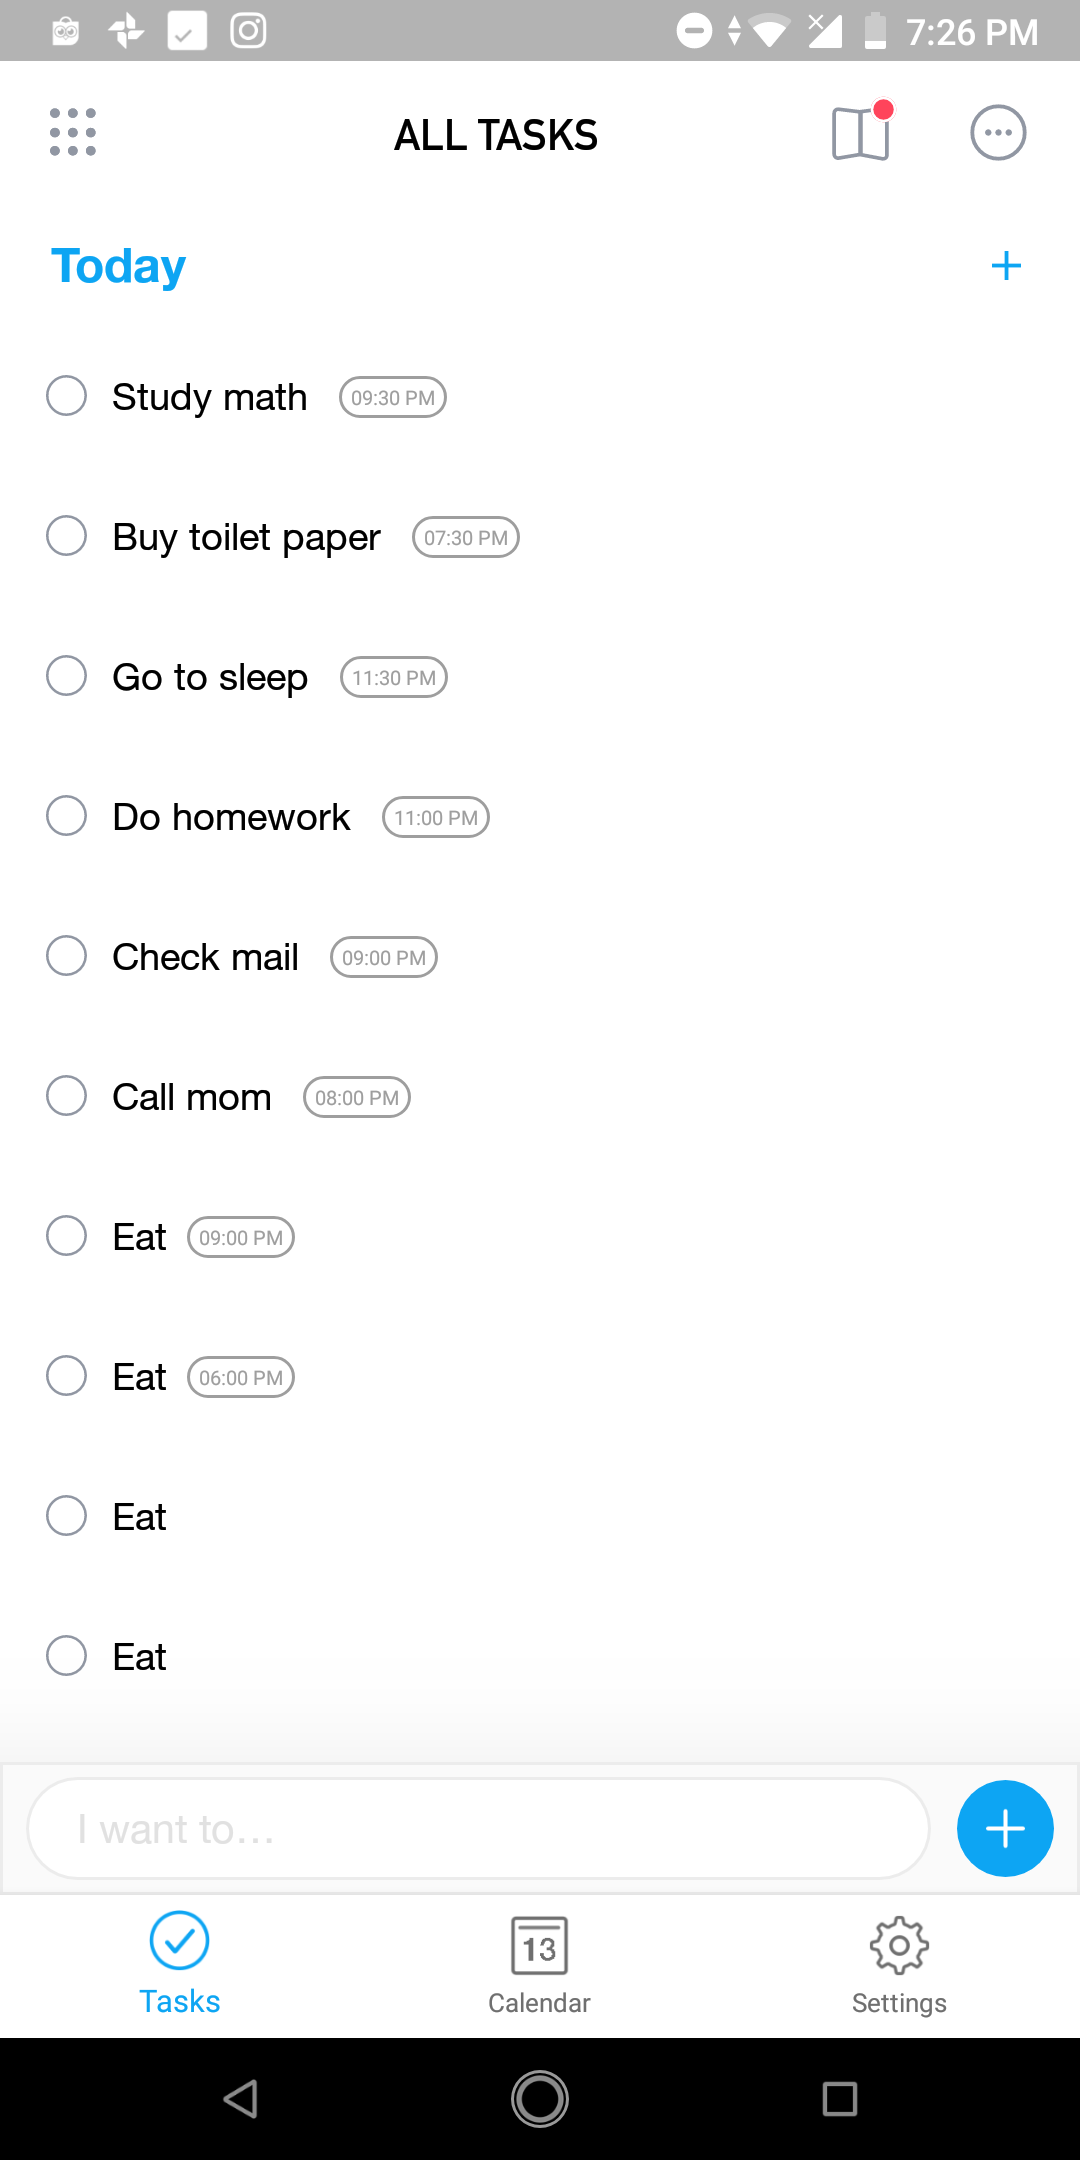 7:26 PM
ALL TASKS
Today
Study math 09:30 PM
Buy toilet paper 07:30 PM
Go to sleep 11:30 PM
Do homework 11:00 PM
Check mail 09:00 PM
Call mom 08:00 PM
Eat 09:00 PM
Eat 06:00 PM
Eat
Eat
I want to...
13
Tasks Calendar Settings